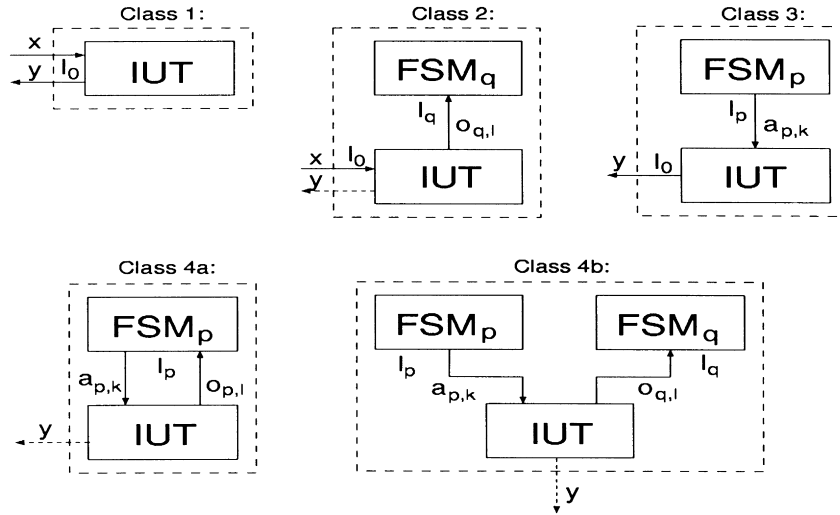 Class 1:
x
y
I₀
IUT
Class 2:
FSMq
Iq
oq,l
x
I₀
y
IUT
Class 3:
FSMp
Ip
ap,k
y
I₀
IUT
Class 4a:
FSMp
ap,k
Ip
op,l
y
IUT
Class 4b:
FSMp
FSMq
Ip
ap,k
oq,l
Iq
IUT
y